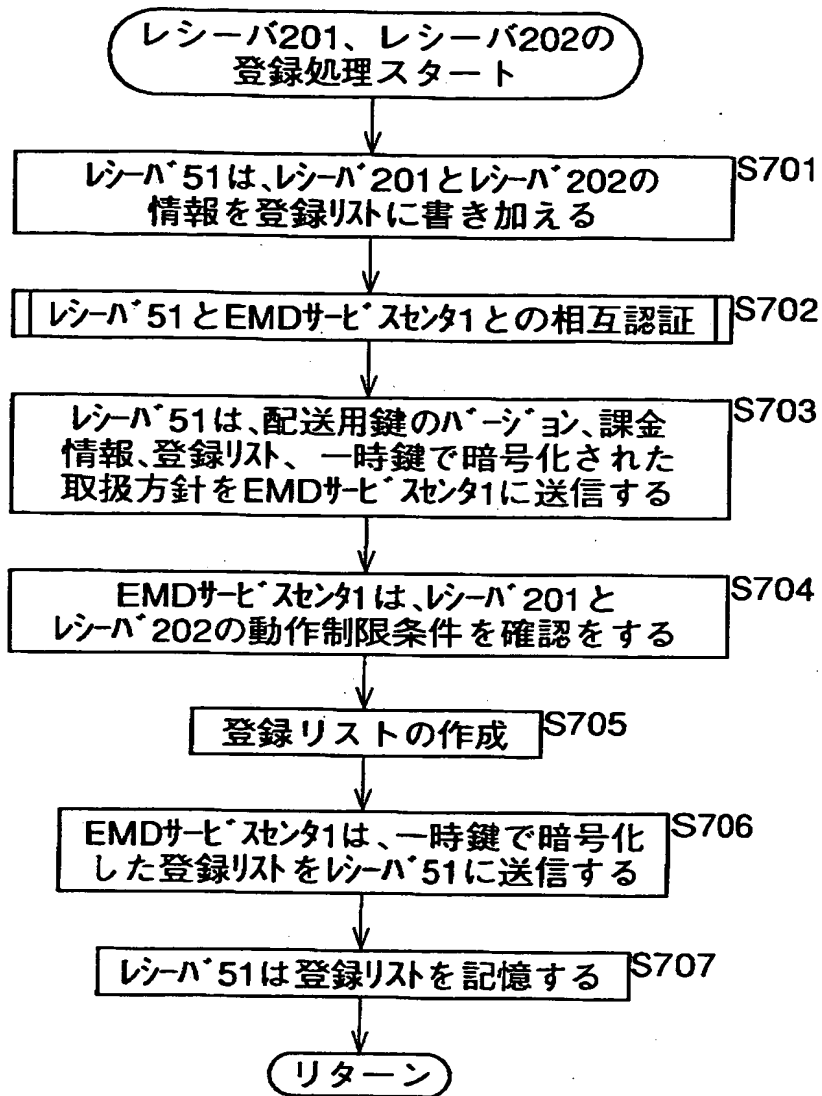 レシーバ201、レシーバ202の
登録処理スタート
レシーバ51は、レシーバ201とレシーバ202の
情報を登録リストに書き加える
S701
レシーバ51とEMDサービスセンタ1との相互認証
S702
レシーバ51は、配送用鍵のバージョン、課金
情報、登録リスト、一時鍵で暗号化された
取扱方針をEMDサービスセンタ1に送信する
S703
EMDサービスセンタ1は、レシーバ201と
レシーバ202の動作制限条件を確認をする
S704
登録リストの作成
S705
EMDサービスセンタ1は、一時鍵で暗号化
した登録リストをレシーバ51に送信する
S706
レシーバ51は登録リストを記憶する
S707
リターン